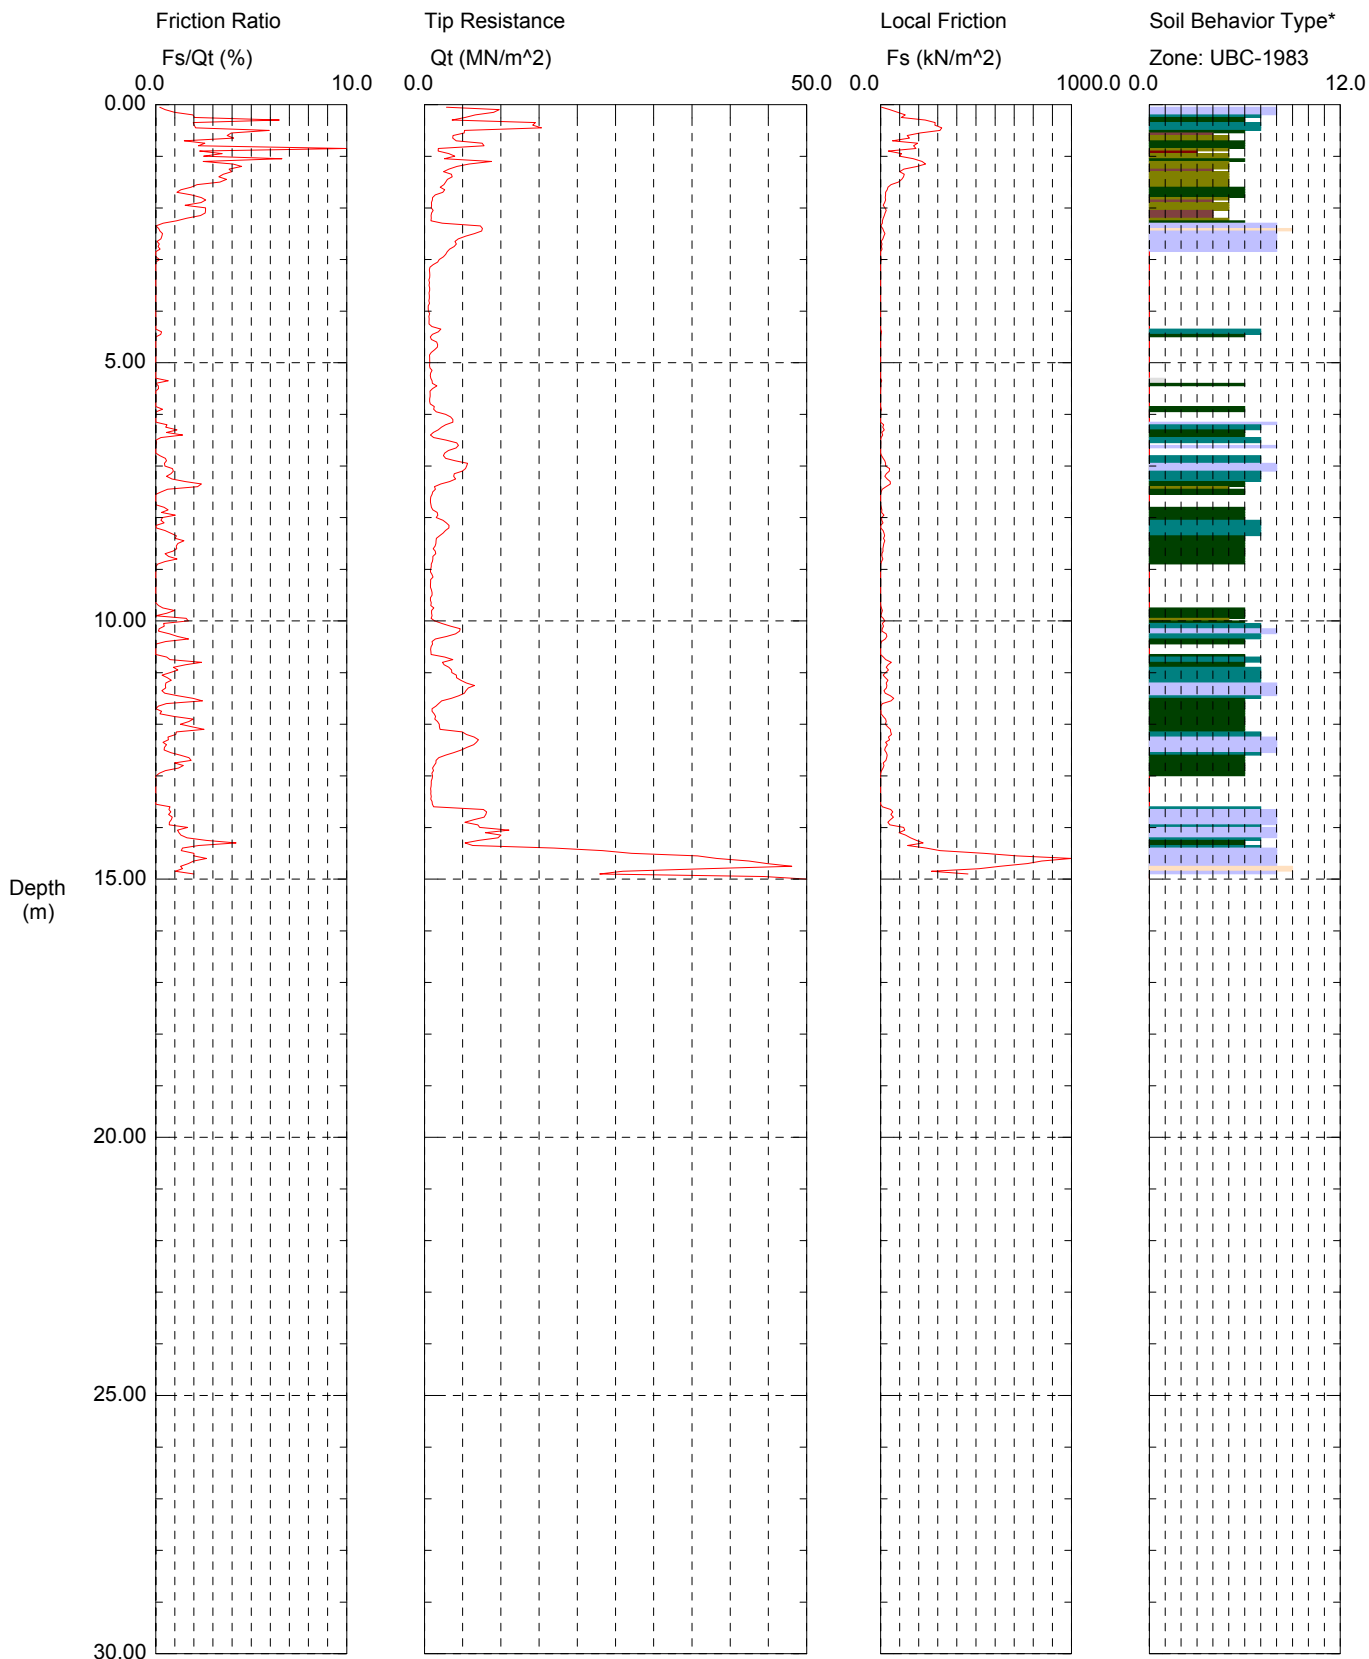 Friction Ratio Tip Resistance Local Friction Soil Behavior Type*
Fs/Qt (%) Qt (MN/m^2) Fs (kN/m^2) Zone: UBC-1983
0.0 10.0 0.0 50.0 0.0 1000.0 0.0 12.0
0.00
5.00
10.00
15.00
Depth
(m)
20.00
25.00
30.00